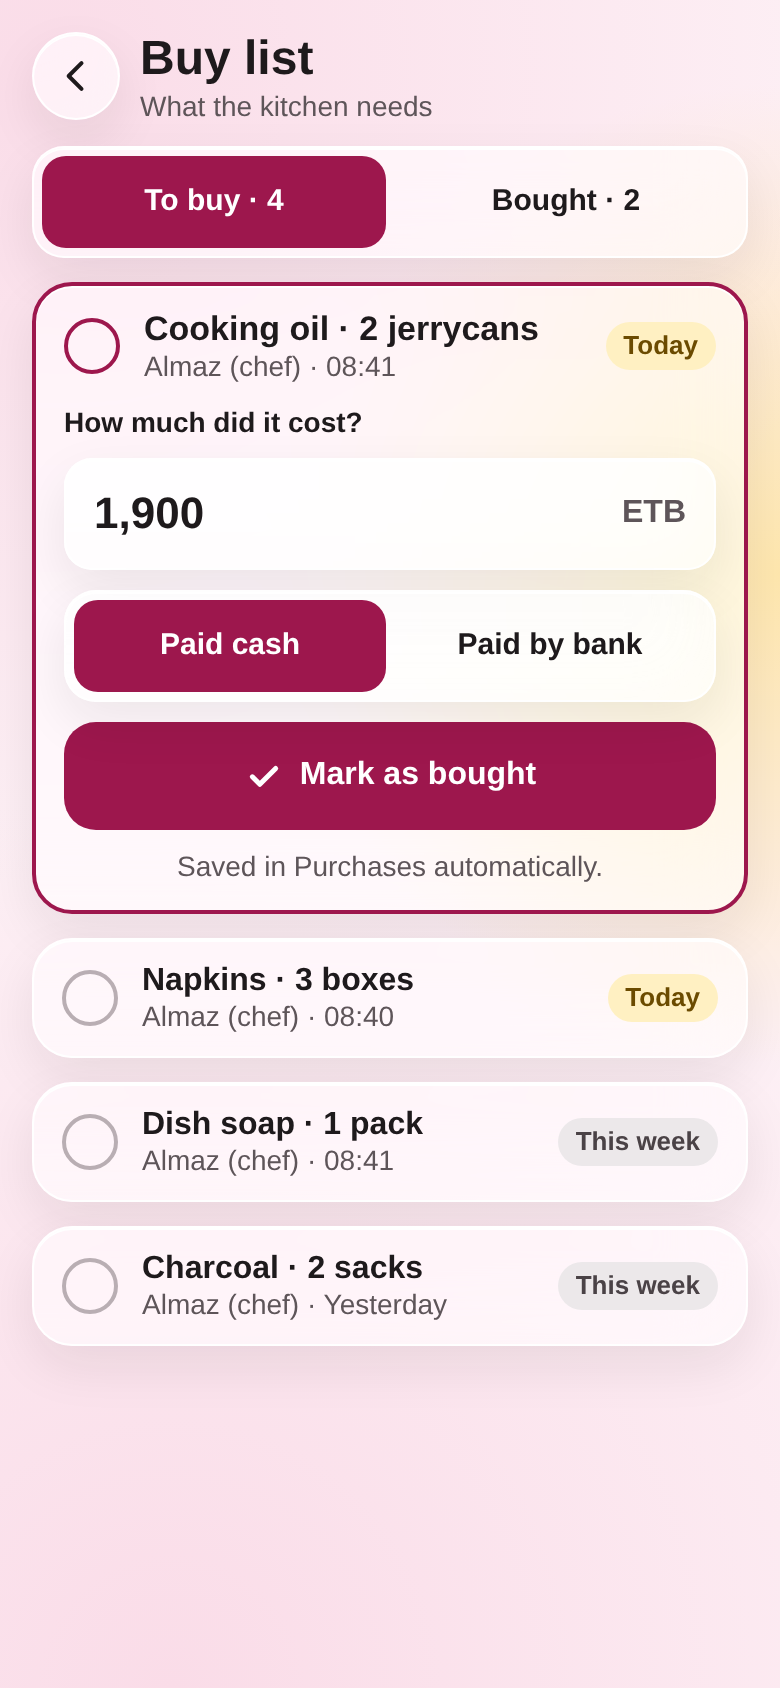 Buy list
What the kitchen needs
To buy · 4
Bought · 2
Cooking oil · 2 jerrycans
Almaz (chef) · 08:41
Today
How much did it cost?
1,900
ETB
Paid cash
Paid by bank
Mark as bought
Saved in Purchases automatically.
Napkins · 3 boxes
Almaz (chef) · 08:40
Today
Dish soap · 1 pack
Almaz (chef) · 08:41
This week
Charcoal · 2 sacks
Almaz (chef) · Yesterday
This week